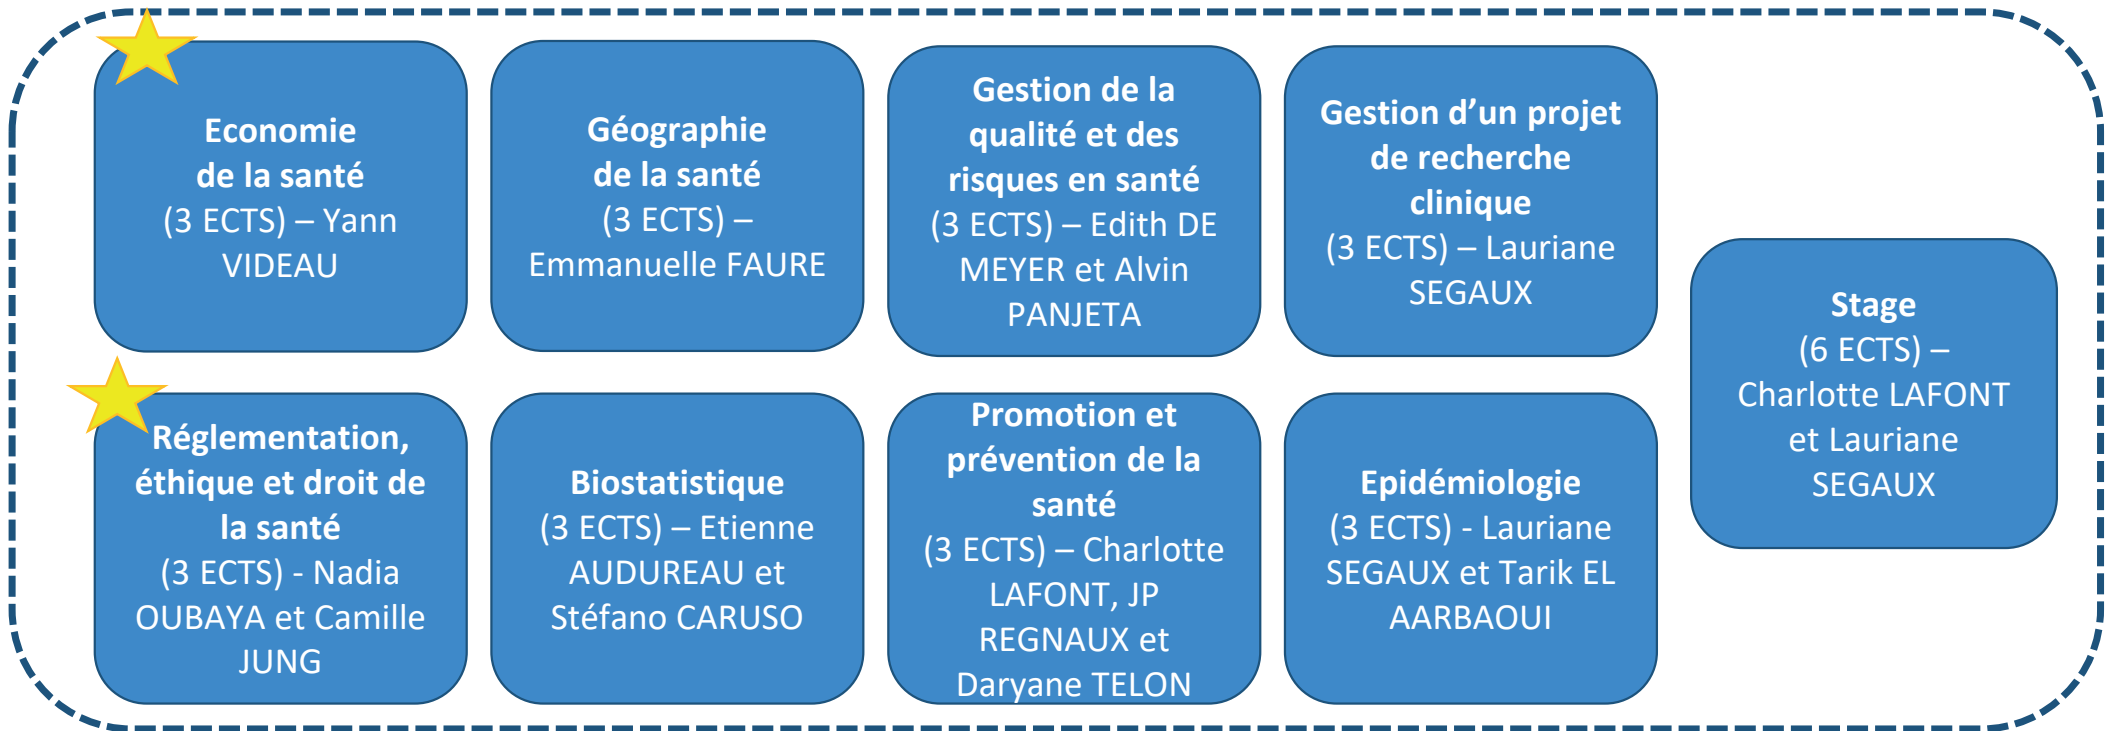 Economie
de la santé
(3 ECTS) – Yann
VIDEAU
Géographie
de la santé
(3 ECTS) –
Emmanuelle FAURE
Gestion de la
qualité et des
risques en santé
(3 ECTS) – Edith DE
MEYER et Alvin
PANJETA
Gestion d’un projet
de recherche
clinique
(3 ECTS) – Lauriane
SEGAUX
Réglementation,
éthique et droit de
la santé
(3 ECTS) - Nadia
OUBAYA et Camille
JUNG
Biostatistique
(3 ECTS) – Etienne
AUDUREAU et
Stéfano CARUSO
Promotion et
prévention de la
santé
(3 ECTS) – Charlotte
LAFONT, JP
REGNAUX et
Daryane TELON
Epidémiologie
(3 ECTS) - Lauriane
SEGAUX et Tarik EL
AARBAOUI
Stage
(6 ECTS) –
Charlotte LAFONT
et Lauriane
SEGAUX